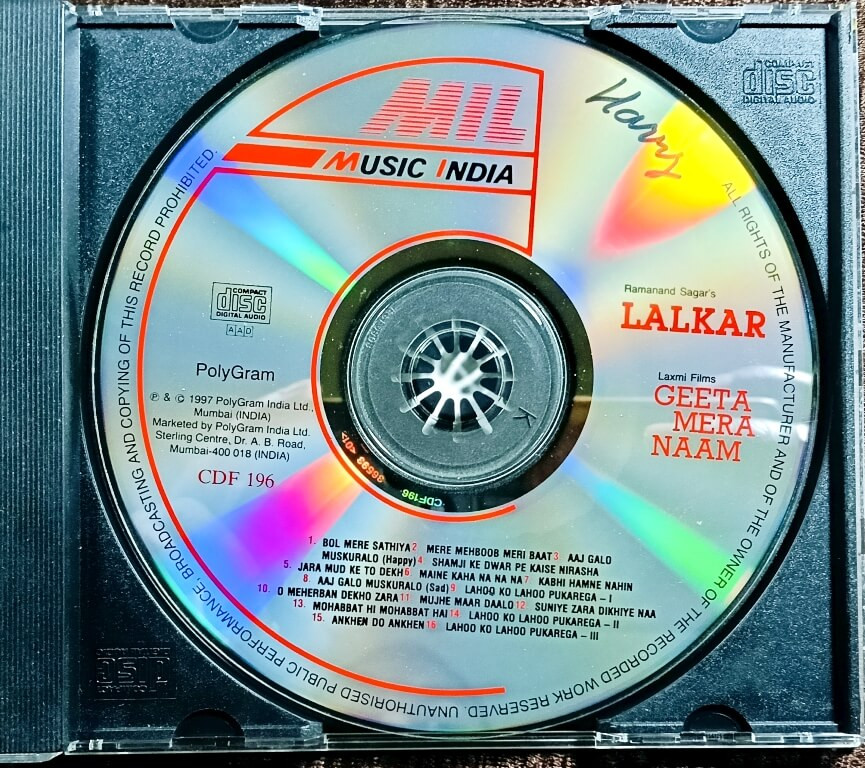 MIL
MUSIC INDIA
Harry
COMPACT
disc
DIGITAL AUDIO
ALL RIGHTS OF THE MANUFACTURER AND OF THE OWNER OF THE RECORDED WORK RESERVED. UNAUTHORISED PUBLIC PERFORMANCE, BROADCASTING AND COPYING OF THIS RECORD PROHIBITED.
COMPACT
disc
DIGITAL AUDIO
AAD
Ramanand Sagar's
LALKAR
PolyGram
Laxmi Films
GEETA
MERA
NAAM
℗ & © 1997 PolyGram India Ltd.,
Mumbai (INDIA)
Marketed by PolyGram India Ltd.
Sterling Centre, Dr. A. B. Road,
Mumbai-400 018 (INDIA)
CDF 196
K
CDF196
1. BOL MERE SATHIYA 2 MERE MEHBOOB MERI BAAT 3 AAJ GALO
MUSKURALO (Happy) 4 SHAMJI KE DWAR PE KAISE NIRASHA
5. JARA MUD KE TO DEKH 6 MAINE KAHA NA NA NA 7 KABHI HAMNE NAHIN
8. AAJ GALO MUSKURALO (Sad) 9 LAHOO KO LAHOO PUKAREGA – I
10. O MEHERBAN DEKHO ZARA 11 MUJHE MAAR DAALO 12 SUNIYE ZARA DIKHIYE NAA
13. MOHABBAT HI MOHABBAT HAI 14 LAHOO KO LAHOO PUKAREGA – II
15. ANKHEN DO ANKHEN 16 LAHOO KO LAHOO PUKAREGA – III